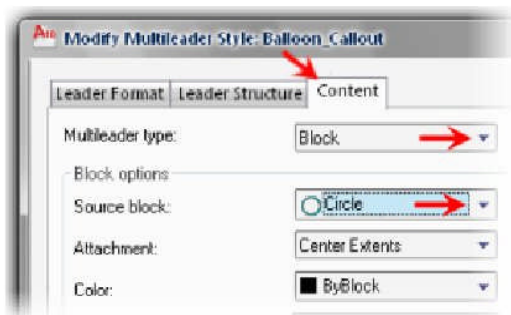 Modify Multileader Style: Balloon_Callout
Leader Format Leader Structure Content
Multileader type: Block
Block options
Source block: Circle
Attachment: Center Extents
Color: ByBlock